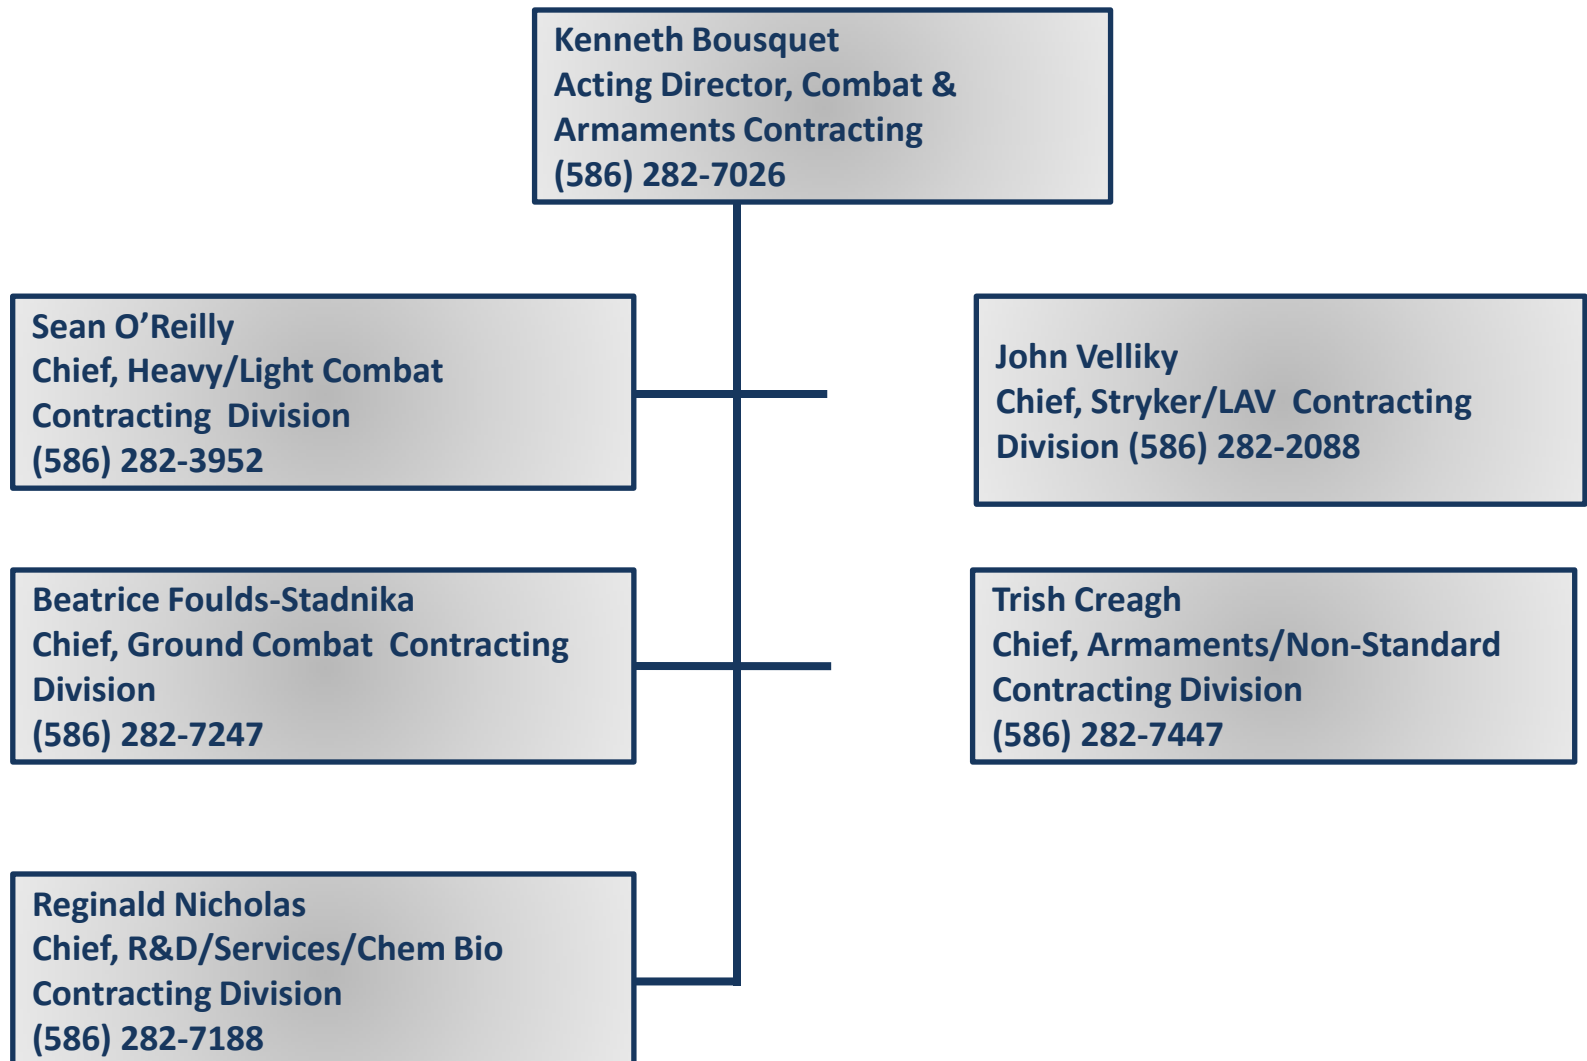 Kenneth Bousquet
Acting Director, Combat &
Armaments Contracting
(586) 282-7026
Sean O’Reilly
Chief, Heavy/Light Combat
Contracting Division
(586) 282-3952
John Velliky
Chief, Stryker/LAV Contracting
Division (586) 282-2088
Beatrice Foulds-Stadnika
Chief, Ground Combat Contracting
Division
(586) 282-7247
Trish Creagh
Chief, Armaments/Non-Standard
Contracting Division
(586) 282-7447
Reginald Nicholas
Chief, R&D/Services/Chem Bio
Contracting Division
(586) 282-7188